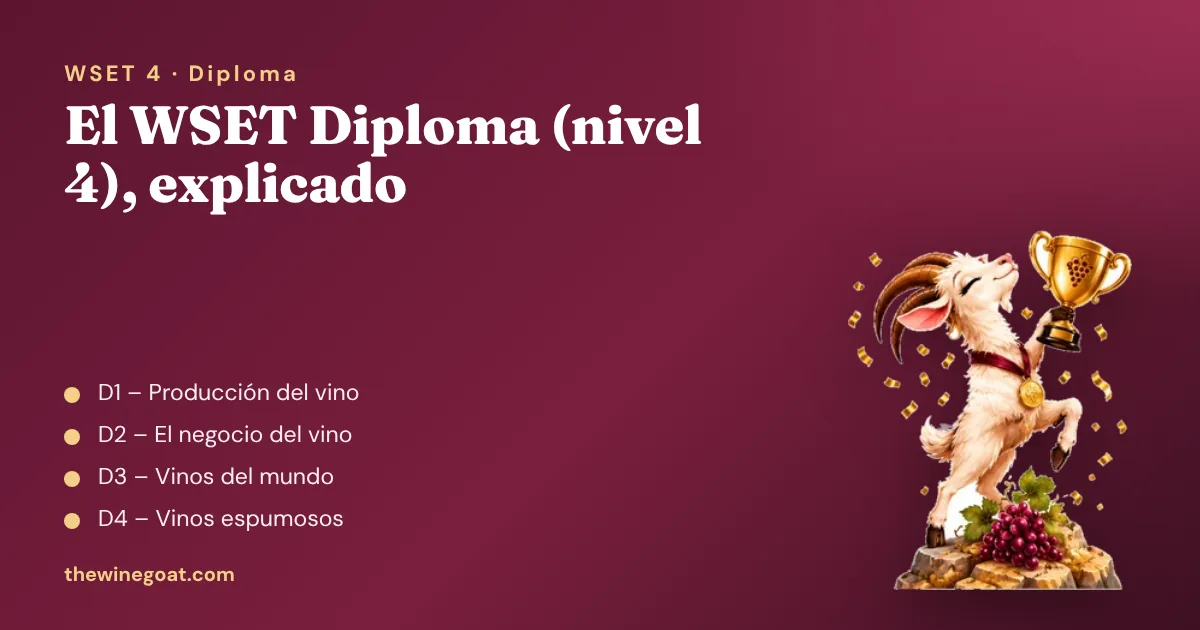 WSET 4 · Diploma
El WSET Diploma (nivel
4), explicado
D1 – Producción del vino
D2 – El negocio del vino
D3 – Vinos del mundo
D4 – Vinos espumosos
thewinegoat.com